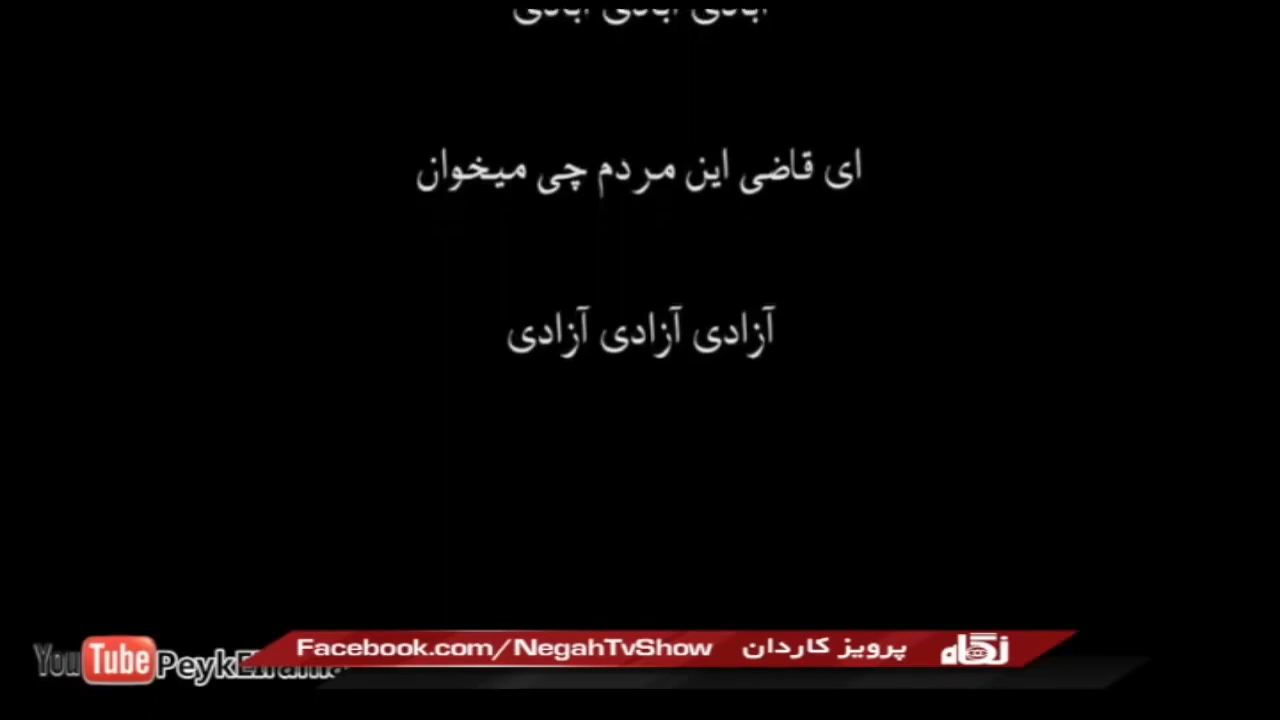 ای قاضی این مردم چی میخوان
آزادی آزادی آزادی
Facebook.com/NegahTvShow پرویز کاردان نگاه
YouTube